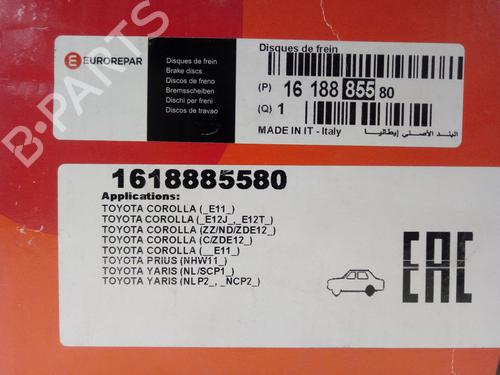 EUROREPAR
Disques de frein
Brake discs
Discos de freno
Bremsscheiben
Dischi per freni
Discos de travao
Disques de frein
(P) 16 188 855 80
(Q) 1
MADE IN IT - Italy
البلد الأصلي إيطاليا
B-PARTS
1618885580
Applications:
TOYOTA COROLLA (_E11_)
TOYOTA COROLLA (_E12J_,_E12T_)
TOYOTA COROLLA (ZZ/ND/ZDE12_)
TOYOTA COROLLA (C/ZDE12_)
TOYOTA COROLLA (__E11_)
TOYOTA PRIUS (NHW11_)
TOYOTA YARIS (NL/SCP1_)
TOYOTA YARIS (NLP2_, _NCP2_)
EAC